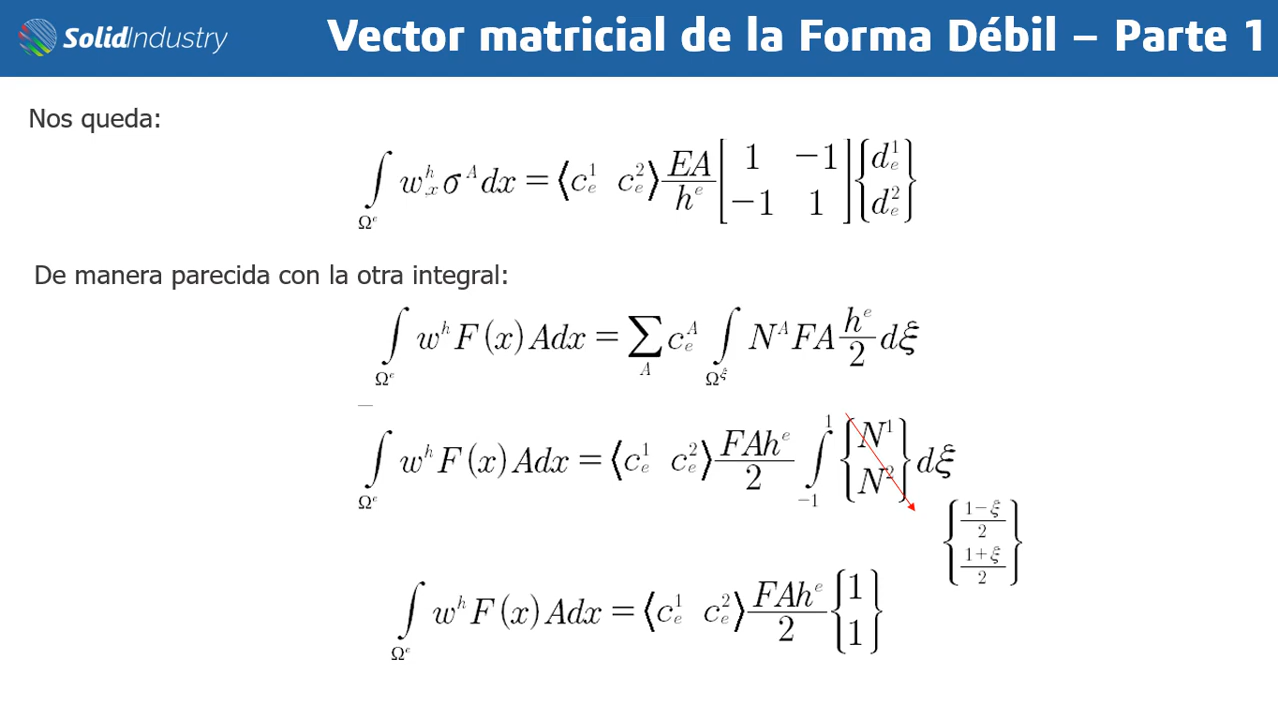 SolidIndustry
Vector matricial de la Forma Débil – Parte 1
Nos queda:
∫_{Ω^e} w^h_{,x} σ^A dx = ⟨c_e^1 c_e^2⟩ EA/h^e [1 −1; −1 1] {d_e^1; d_e^2}
De manera parecida con la otra integral:
∫_{Ω^e} w^h F(x) A dx = ∑_A c_e^A ∫_{Ω^ξ} N^A FA h^e/2 dξ
∫_{Ω^e} w^h F(x) A dx = ⟨c_e^1 c_e^2⟩ FAh^e/2 ∫_{−1}^{1} {N^1; N^2} dξ
{1−ξ/2; 1+ξ/2}
∫_{Ω^e} w^h F(x) A dx = ⟨c_e^1 c_e^2⟩ FAh^e/2 {1; 1}